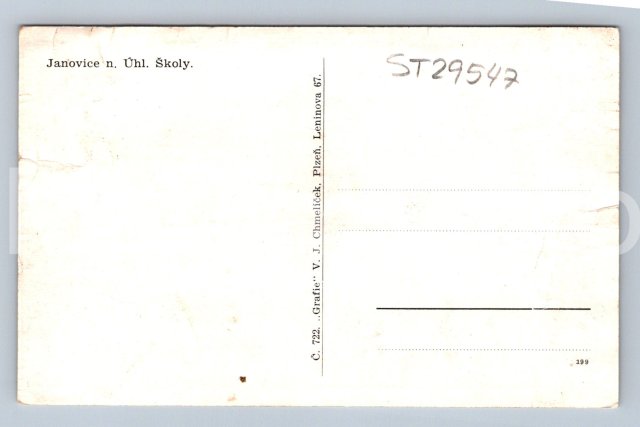 Janovice n. Úhl. Školy.
ST29547
Č. 722. „Grafie" V. J. Chmelíček, Plzeň, Leninova 67.
399